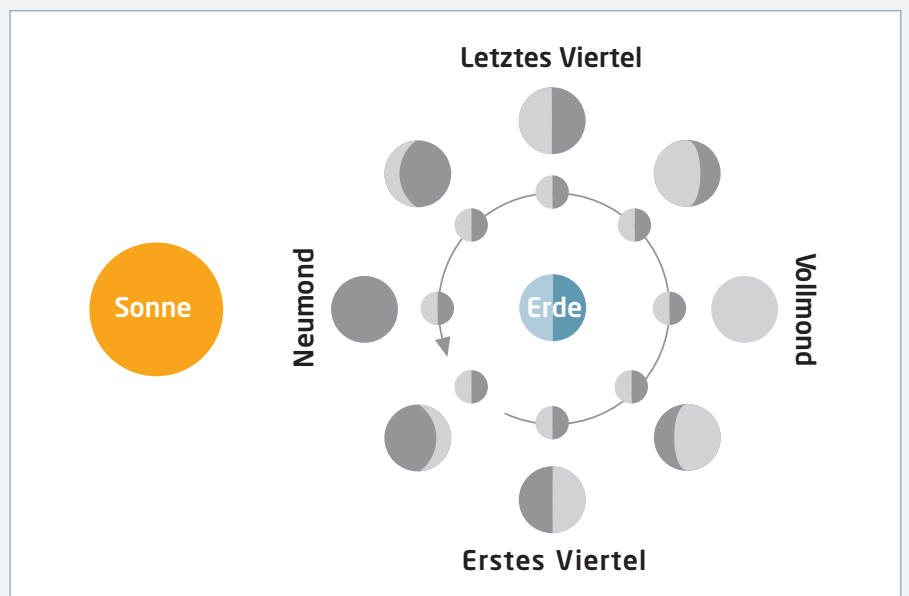 Letztes Viertel
Sonne
Neumond
Erde
Vollmond
Erstes Viertel